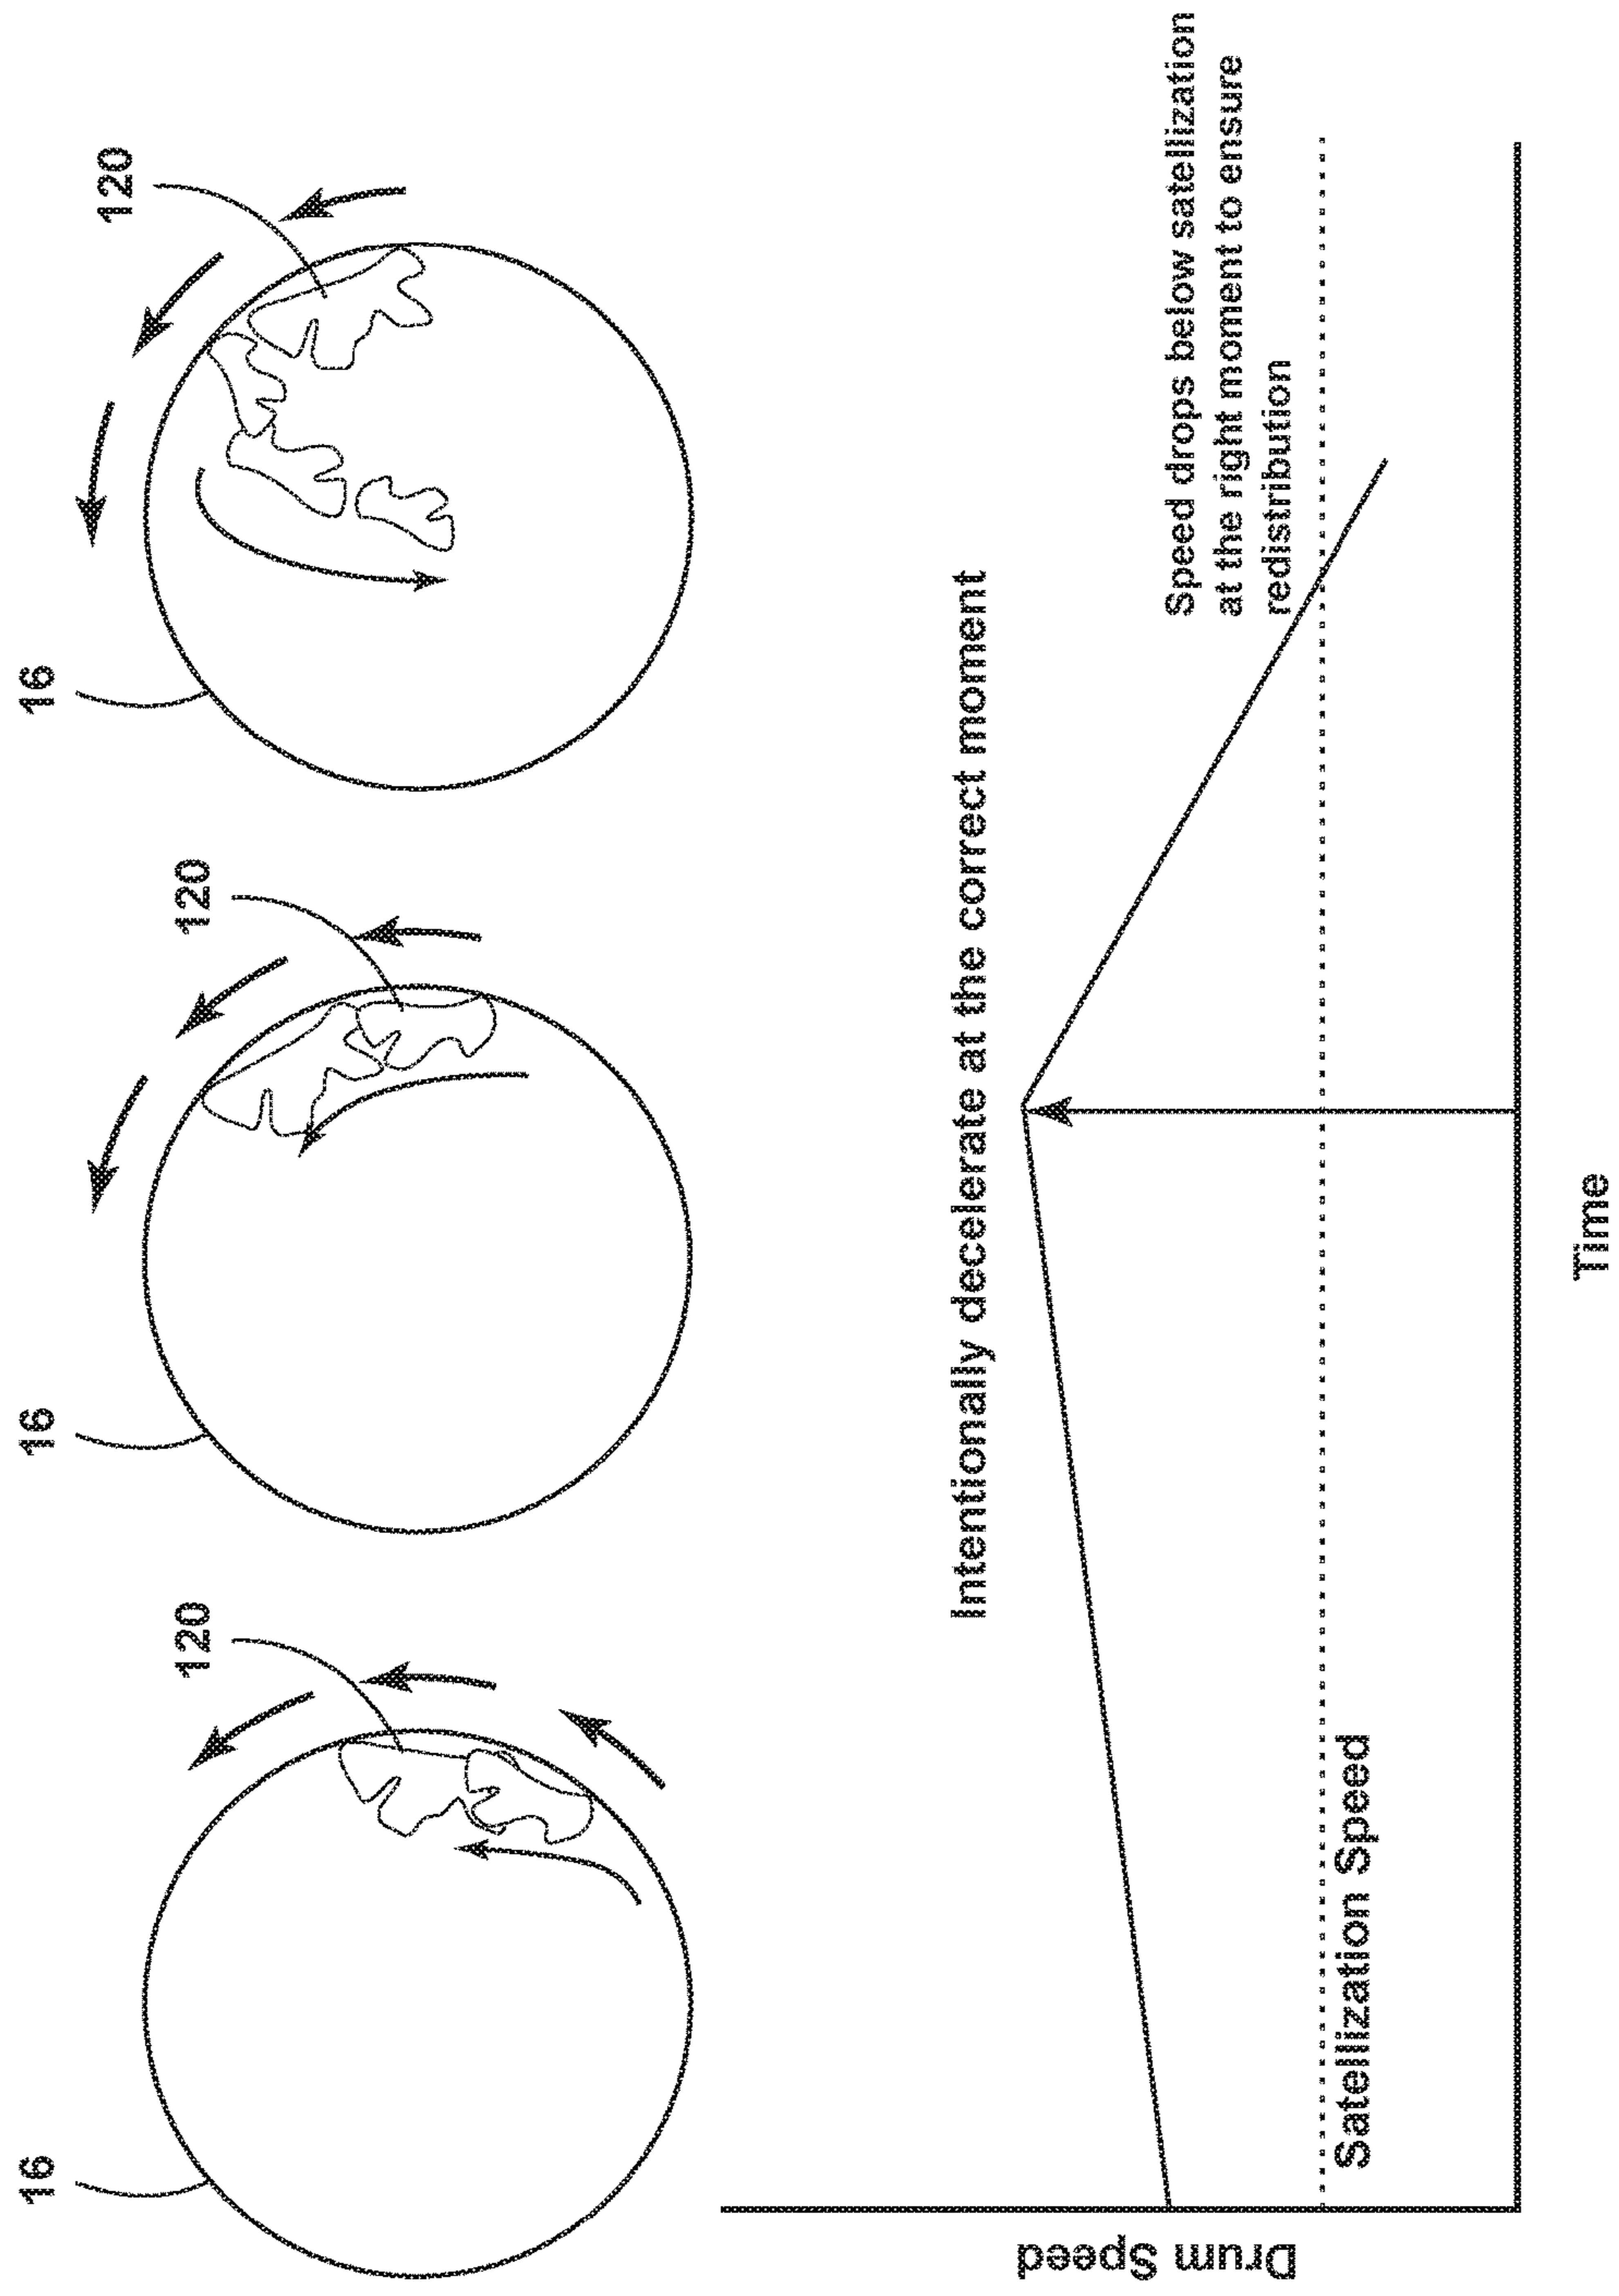 16
120
16
120
16
120
Intentionally decelerate at the correct moment
Speed drops below satellization
at the right moment to ensure
redistribution
Satellization Speed
Drum Speed
Time